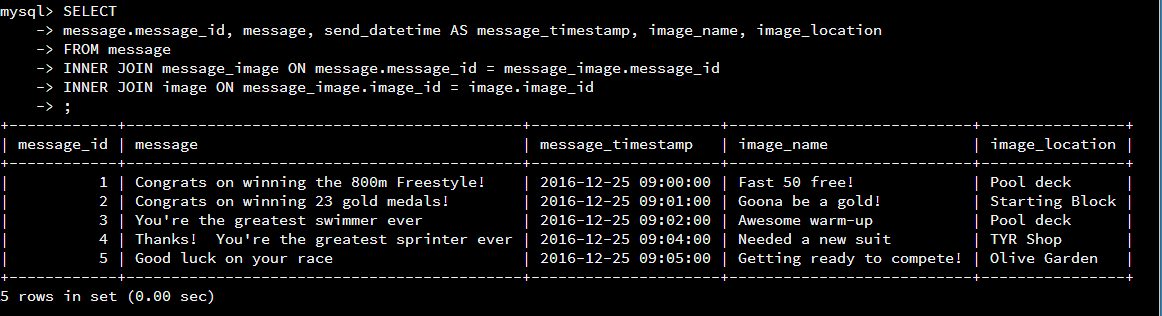 mysql> SELECT
    -> message.message_id, message, send_datetime AS message_timestamp, image_name, image_location
    -> FROM message
    -> INNER JOIN message_image ON message.message_id = message_image.message_id
    -> INNER JOIN image ON message_image.image_id = image.image_id
    -> ;
+------------+--------------------------------------------+---------------------+--------------------------+----------------+
| message_id | message                                    | message_timestamp   | image_name               | image_location |
+------------+--------------------------------------------+---------------------+--------------------------+----------------+
|          1 | Congrats on winning the 800m Freestyle!    | 2016-12-25 09:00:00 | Fast 50 free!            | Pool deck      |
|          2 | Congrats on winning 23 gold medals!        | 2016-12-25 09:01:00 | Goona be a gold!         | Starting Block |
|          3 | You're the greatest swimmer ever           | 2016-12-25 09:02:00 | Awesome warm-up          | Pool deck      |
|          4 | Thanks!  You're the greatest sprinter ever | 2016-12-25 09:04:00 | Needed a new suit        | TYR Shop       |
|          5 | Good luck on your race                     | 2016-12-25 09:05:00 | Getting ready to compete! | Olive Garden   |
+------------+--------------------------------------------+---------------------+--------------------------+----------------+
5 rows in set (0.00 sec)